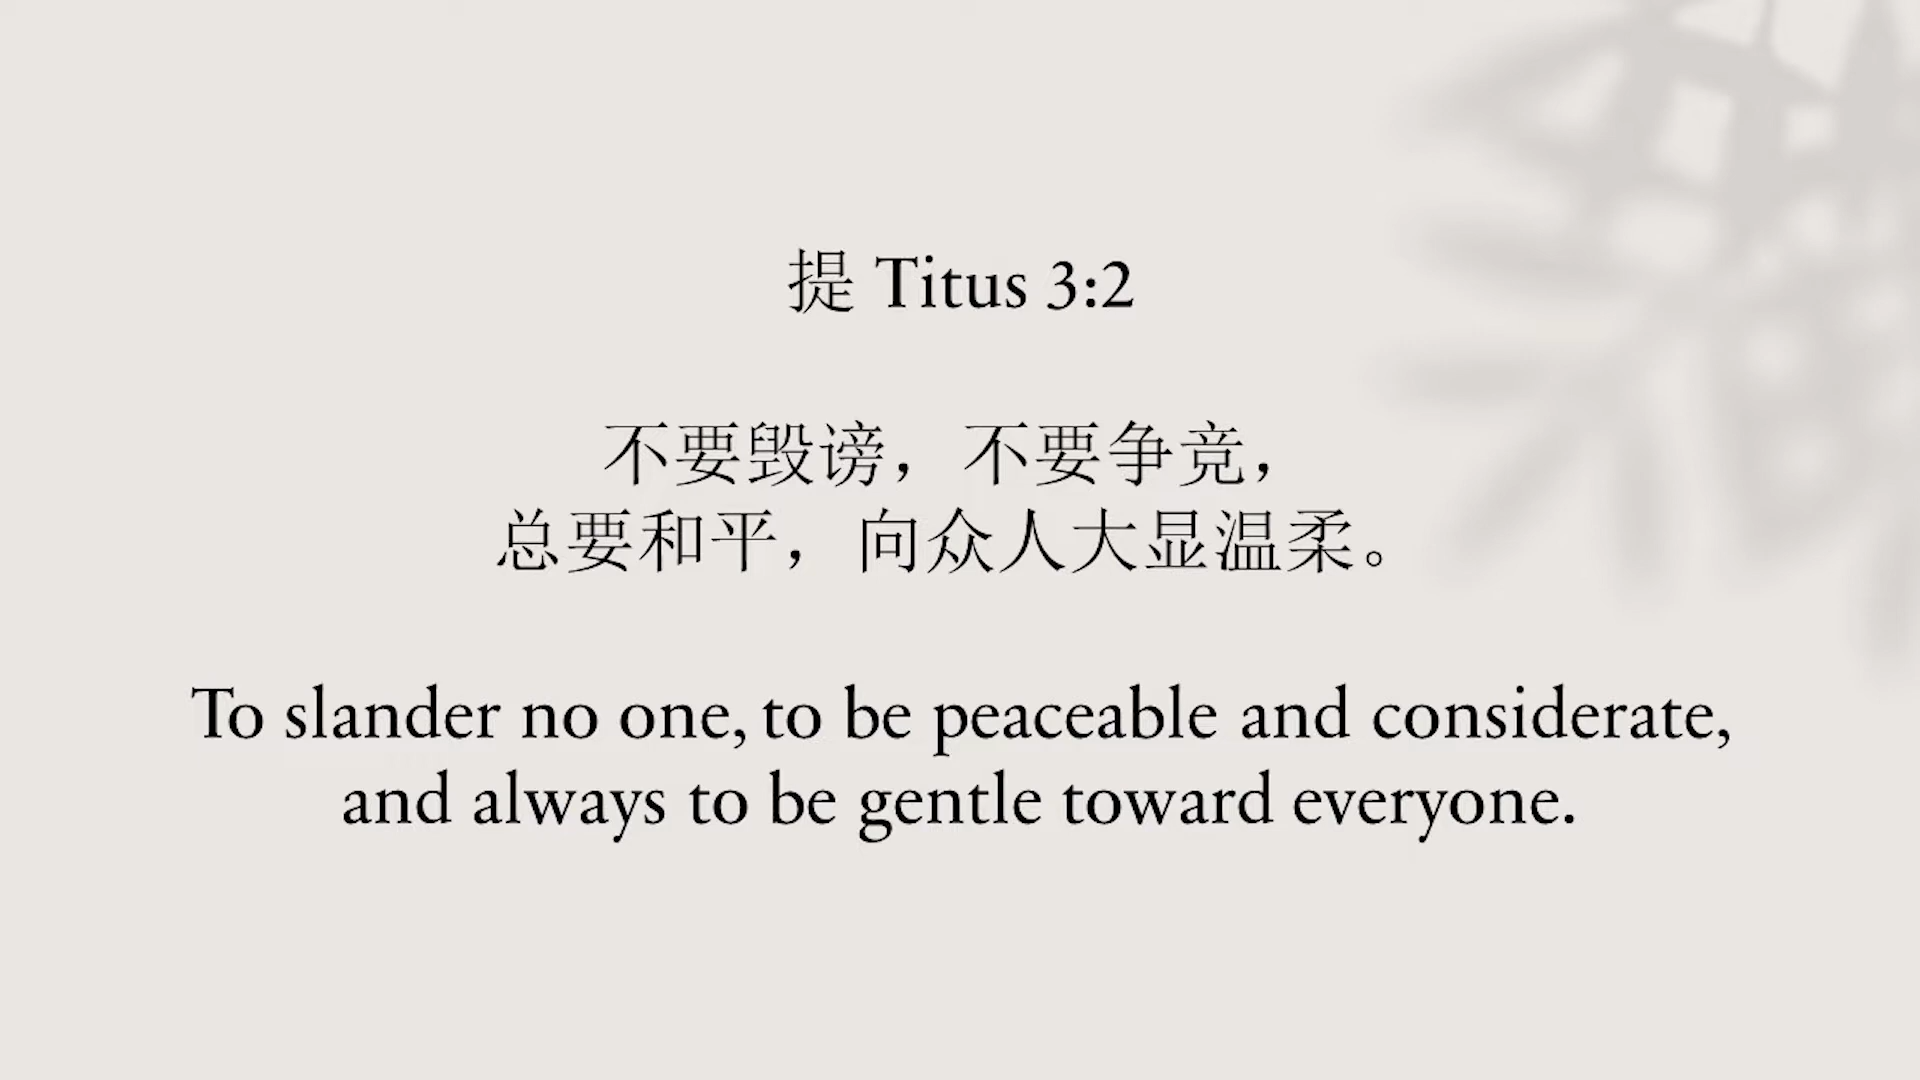 提 Titus 3:2
不要毁谤，不要争竞，
总要和平，向众人大显温柔。
To slander no one, to be peaceable and considerate,
and always to be gentle toward everyone.